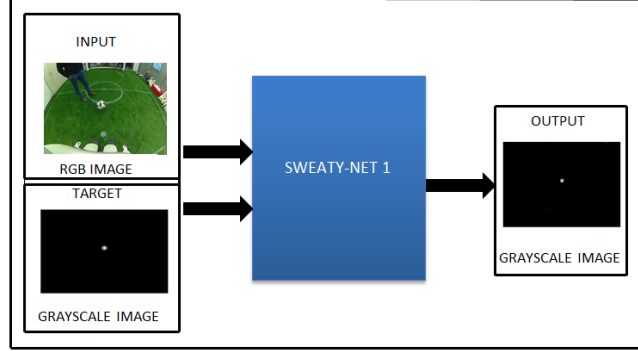 INPUT
RGB IMAGE
TARGET
GRAYSCALE IMAGE
SWEATY-NET 1
OUTPUT
GRAYSCALE IMAGE